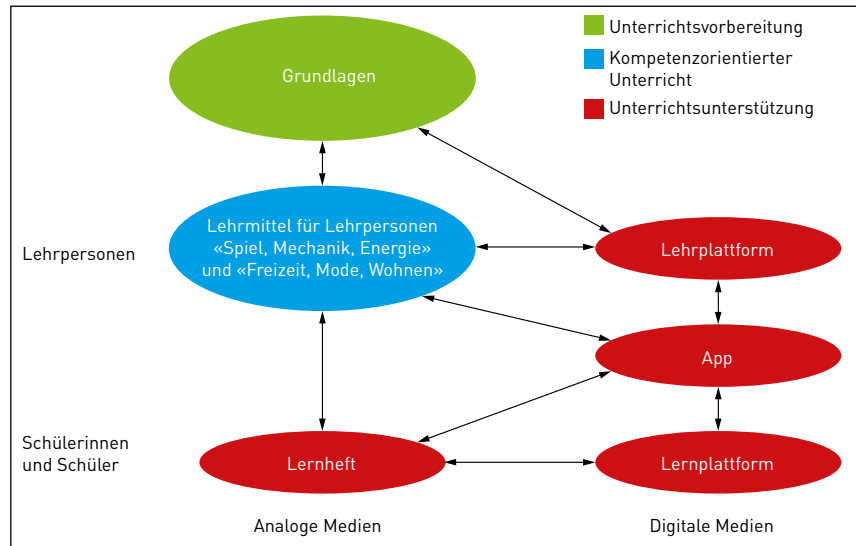 Unterrichtsvorbereitung
Kompetenzorientierter
Unterricht
Unterrichtsunterstützung
Grundlagen
Lehrpersonen
Lehrmittel für Lehrpersonen
«Spiel, Mechanik, Energie»
und «Freizeit, Mode, Wohnen»
Lehrplattform
App
Schülerinnen
und Schüler
Lernheft
Lernplattform
Analoge Medien
Digitale Medien